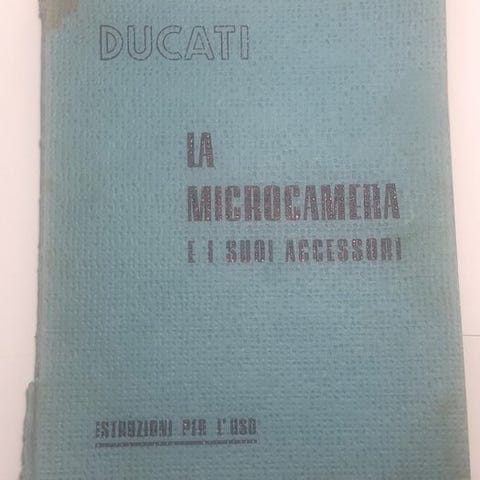 DUCATI
LA
MICROCAMERA
E I SUOI ACCESSORI
ISTRUZIONI PER L'USO